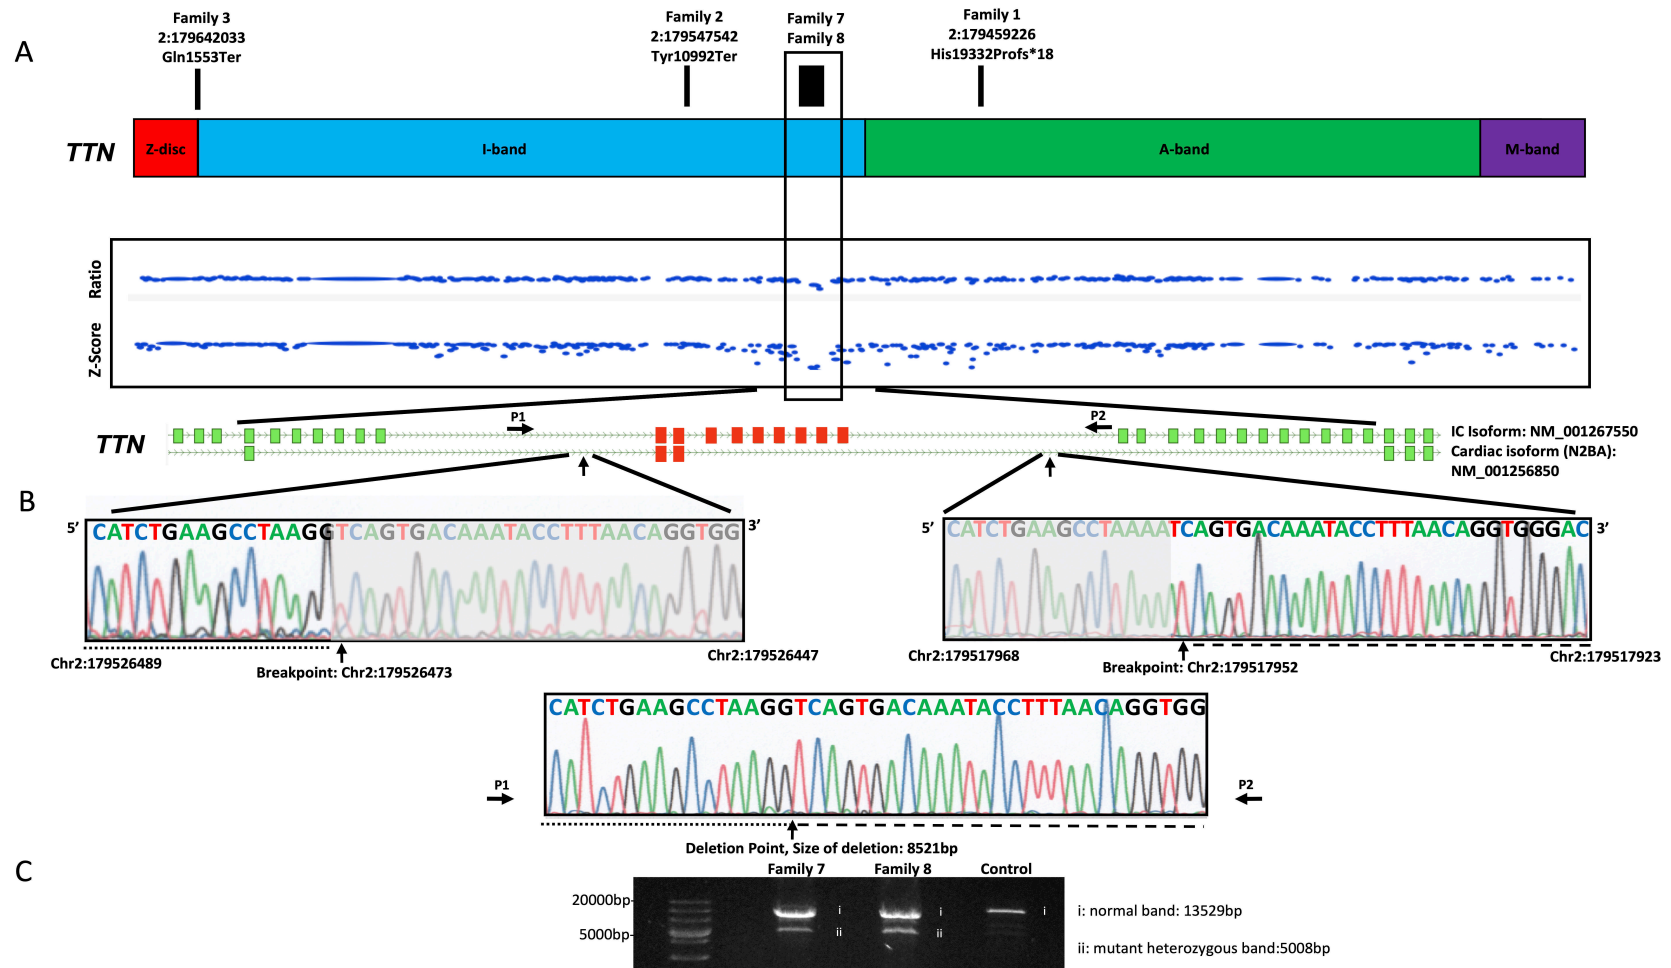 A
Family 3
2:179642033
Gln1553Ter
Family 2
2:179547542
Tyr10992Ter
Family 7
Family 8
Family 1
2:179459226
His19332Profs*18
TTN
Z-disc
I-band
A-band
M-band
Ratio
Z-Score
P1
P2
TTN
IC Isoform: NM_001267550
Cardiac isoform (N2BA):
NM_001256850
B
5’
CATCTGAAGCCTAAGGTCAGTGACAAATACCTTTAACAGGTGG
3’
5’
CATCTGAAGCCTAAAATCAGTGACAAATACCTTTAACAGGTGGGAC
3’
Chr2:179526489
Breakpoint: Chr2:179526473
Chr2:179526447
Chr2:179517968
Breakpoint: Chr2:179517952
Chr2:179517923
CATCTGAAGCCTAAGGTCAGTGACAAATACCTTTAACAGGTGG
P1
P2
Deletion Point, Size of deletion: 8521bp
C
Family 7
Family 8
Control
20000bp
5000bp
i
i
i
ii
ii
i: normal band: 13529bp
ii: mutant heterozygous band:5008bp